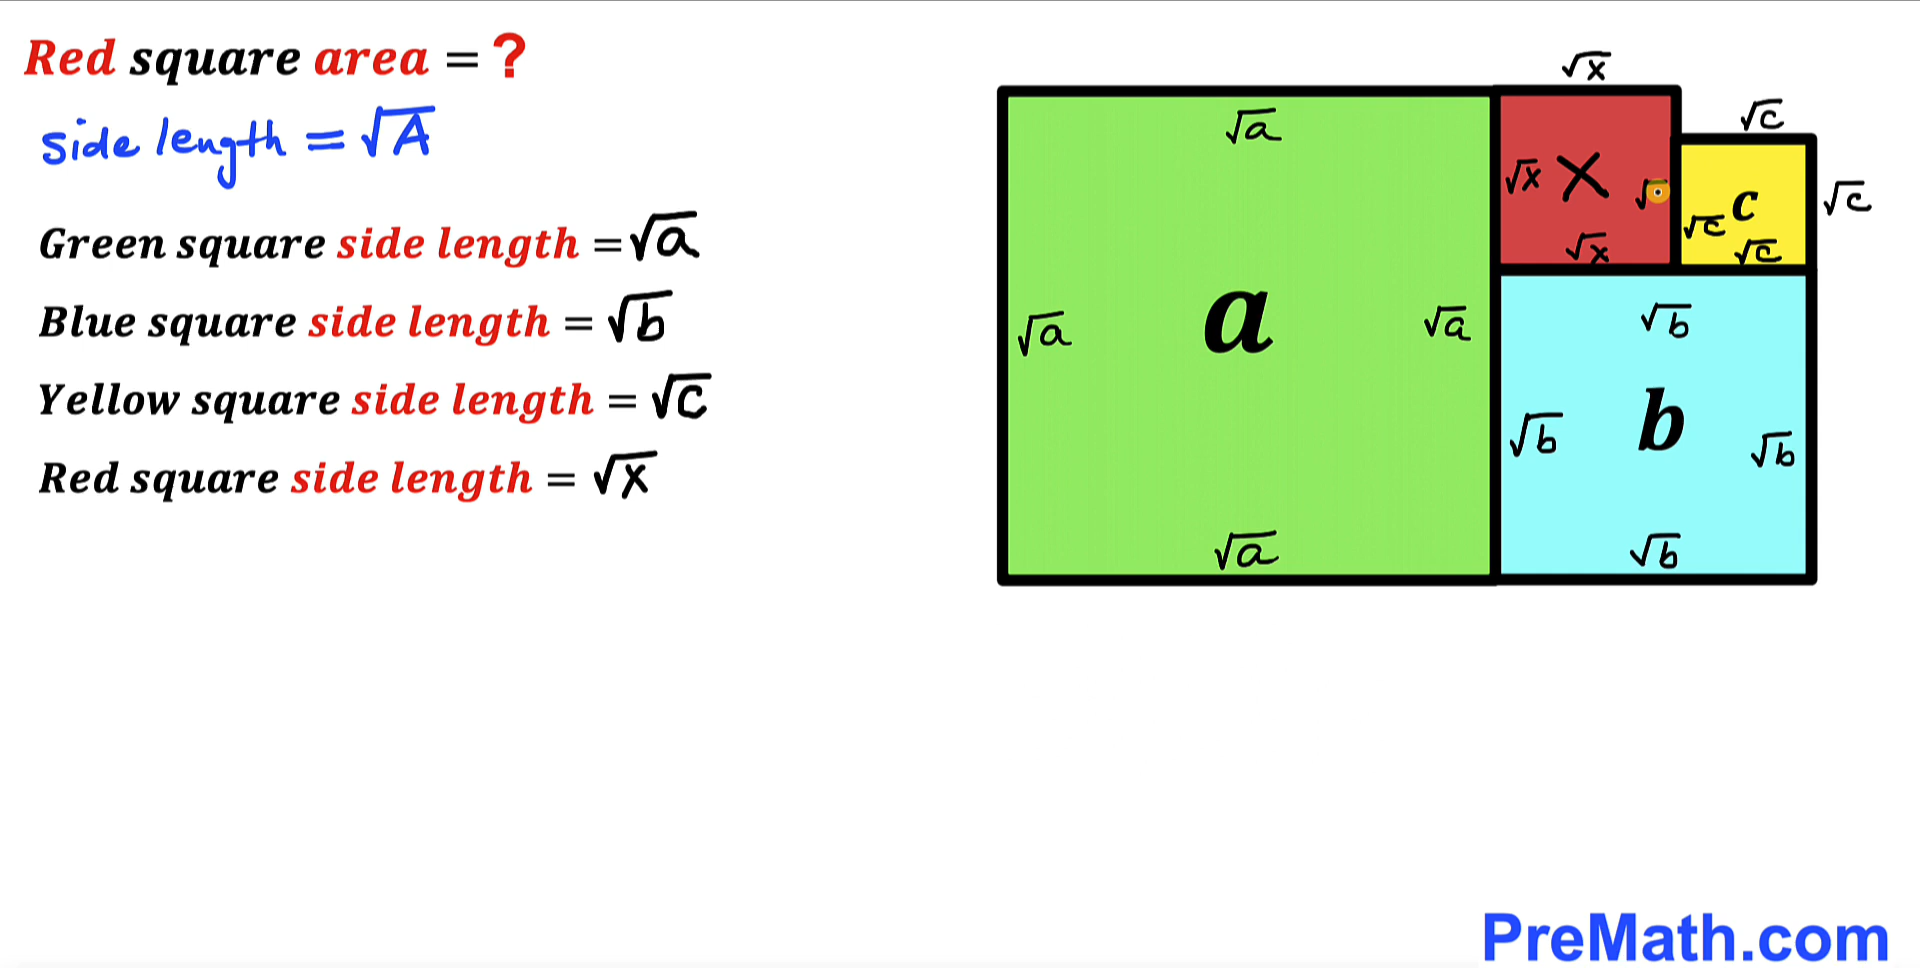 Red square area = ?
side length = √A
Green square side length = √a
Blue square side length = √b
Yellow square side length = √c
Red square side length = √x
√x
√c
√a
√x X √
√c
c
√c
√x
√c
√a
a
√a
√b
√b
b
√b
√a
√b
PreMath.com